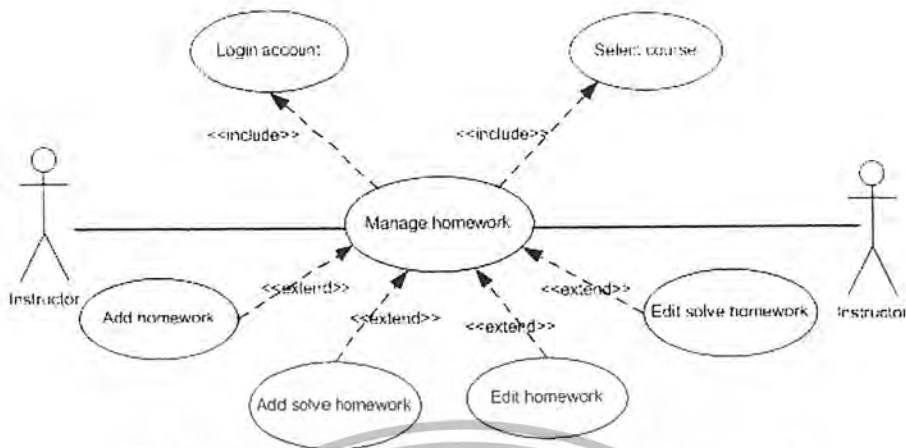 Login account
Select course
<<include>>
<<include>>
Manage homework
Instructor
Add homework
<<extend>>
<<extend>>
<<extend>>
<<extend>>
Edit solve homework
Instructor
Add solve homework
Edit homework